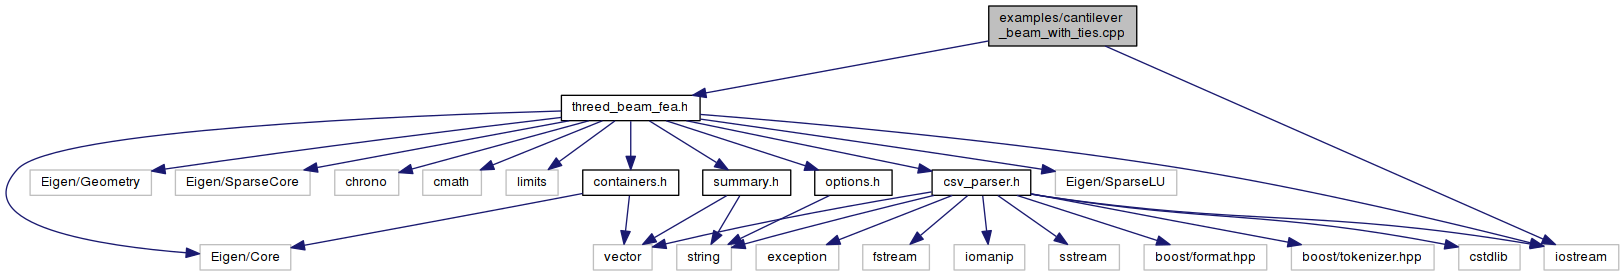 examples/cantilever
_beam_with_ties.cpp
threed_beam_fea.h
Eigen/Geometry
Eigen/SparseCore
chrono
cmath
limits
containers.h
summary.h
options.h
csv_parser.h
Eigen/SparseLU
Eigen/Core
vector
string
exception
fstream
iomanip
sstream
boost/format.hpp
boost/tokenizer.hpp
cstdlib
iostream